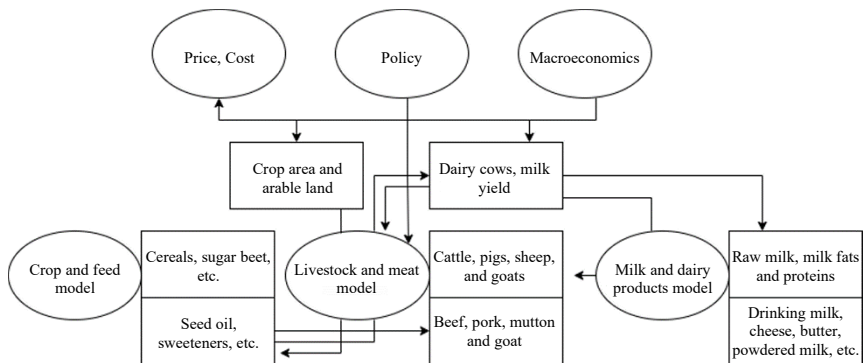 Price, Cost
Policy
Macroeconomics
Crop area and
arable land
Dairy cows, milk
yield
Crop and feed
model
Cereals, sugar beet,
etc.
Seed oil,
sweeteners, etc.
Livestock and meat
model
Cattle, pigs, sheep,
and goats
Beef, pork, mutton
and goat
Milk and dairy
products model
Raw milk, milk fats
and proteins
Drinking milk,
cheese, butter,
powdered milk, etc.